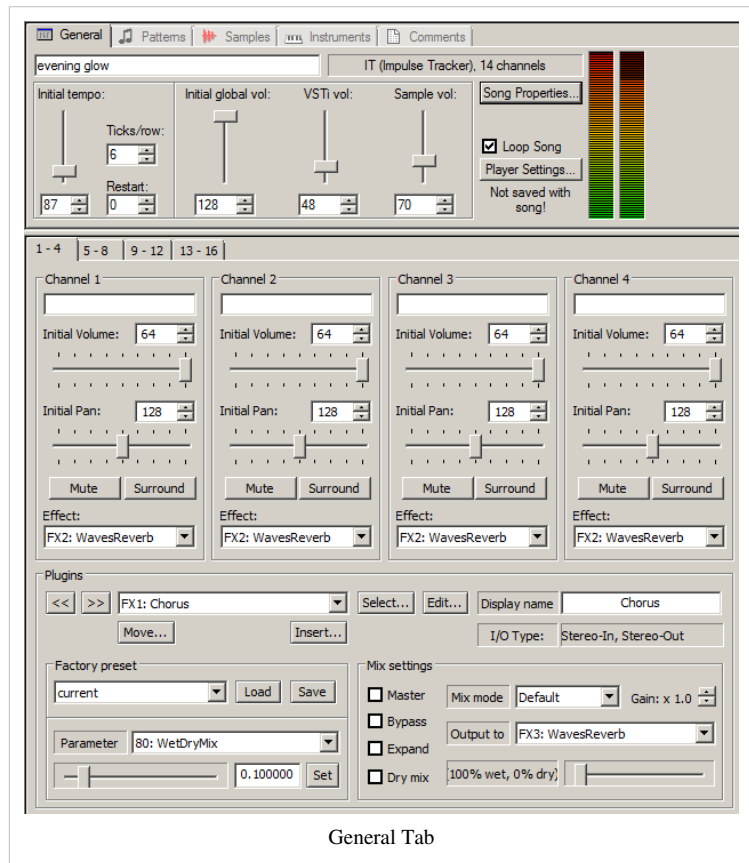 General Patterns Samples Instruments Comments
evening glow IT (Impulse Tracker), 14 channels
Initial tempo: Initial global vol: VSTi vol: Sample vol: Song Properties...
Ticks/row:
6 Loop Song
Restart: Player Settings...
87 0 128 48 70 Not saved with
song!
1 - 4 5 - 8 9 - 12 13 - 16
Channel 1 Channel 2 Channel 3 Channel 4
Initial Volume: 64 Initial Volume: 64 Initial Volume: 64 Initial Volume: 64
Initial Pan: 128 Initial Pan: 128 Initial Pan: 128 Initial Pan: 128
Mute Surround Mute Surround Mute Surround Mute Surround
Effect: Effect: Effect: Effect:
FX2: WavesReverb FX2: WavesReverb FX2: WavesReverb FX2: WavesReverb
Plugins
<< >> FX1: Chorus Select... Edit... Display name Chorus
Move... Insert... I/O Type: Stereo-In, Stereo-Out
Factory preset Mix settings
current Load Save Master Mix mode Default Gain: x 1.0
Bypass
Parameter 80: WetDryMix Output to FX3: WavesReverb
Expand
0.100000 Set Dry mix (100% wet, 0% dry)
General Tab